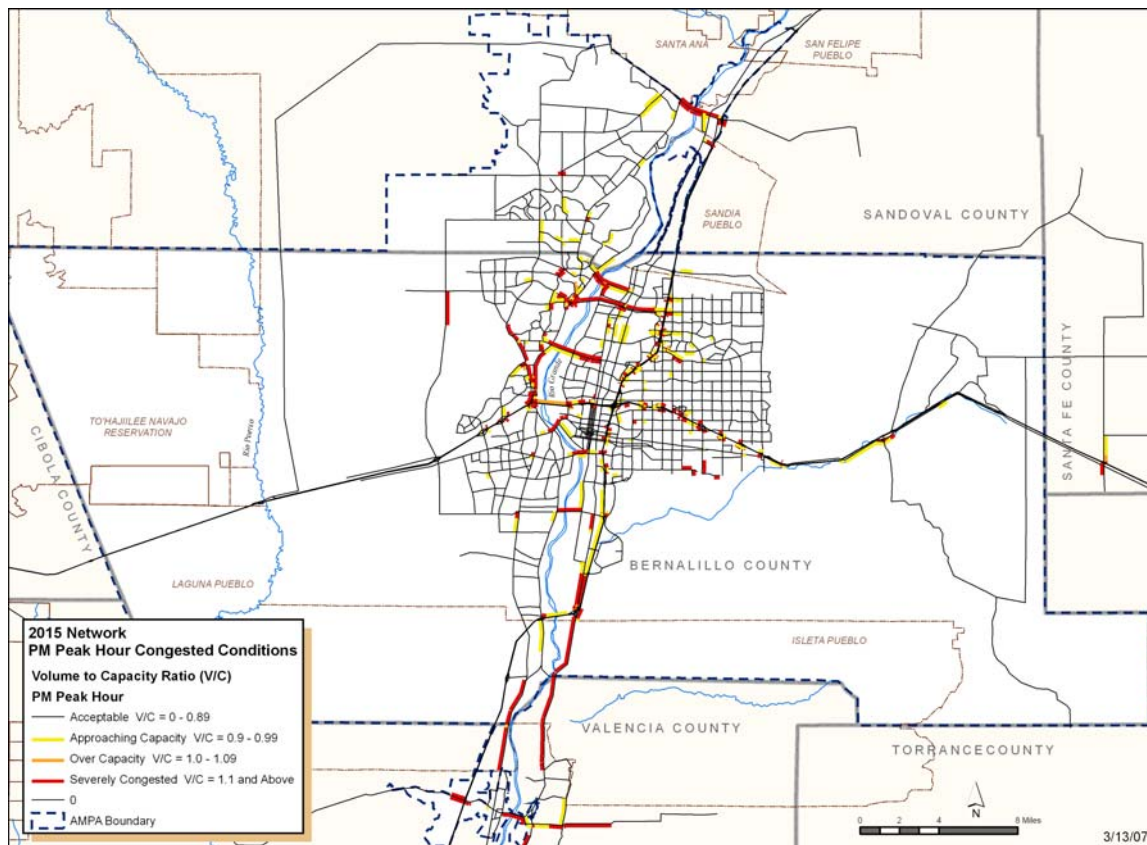 SANTA ANA
SAN FELIPE
PUEBLO
SANDIA
PUEBLO
SANDOVAL COUNTY
SANTA FE COUNTY
Rio Grande
TO'HAJIILEE NAVAJO
RESERVATION
Rio Puerco
CIBOLA COUNTY
LAGUNA PUEBLO
BERNALILLO COUNTY
ISLETA PUEBLO
VALENCIA COUNTY
TORRANCE COUNTY
2015 Network
PM Peak Hour Congested Conditions
Volume to Capacity Ratio (V/C)
PM Peak Hour
Acceptable V/C = 0 - 0.89
Approaching Capacity V/C = 0.9 - 0.99
Over Capacity V/C = 1.0 - 1.09
Severely Congested V/C = 1.1 and Above
0
AMPA Boundary
N
0 2 4 8 Miles
3/13/07